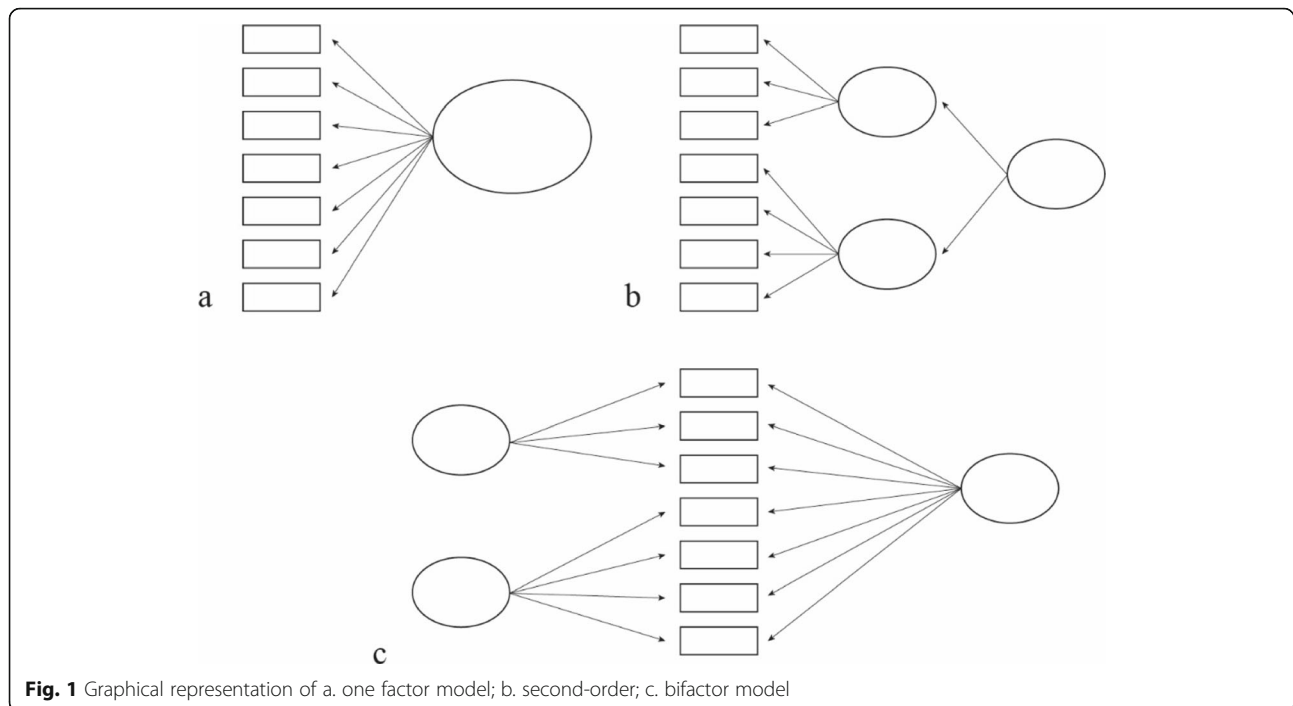 a
b
c
Fig. 1 Graphical representation of a. one factor model; b. second-order; c. bifactor model